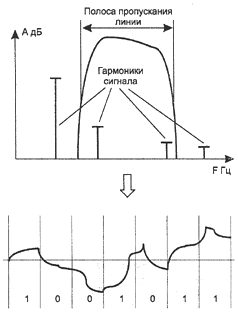 Полоса пропускания
линии
А дБ
Гармоники
сигнала
F Гц
1 0 0 1 0 1 1